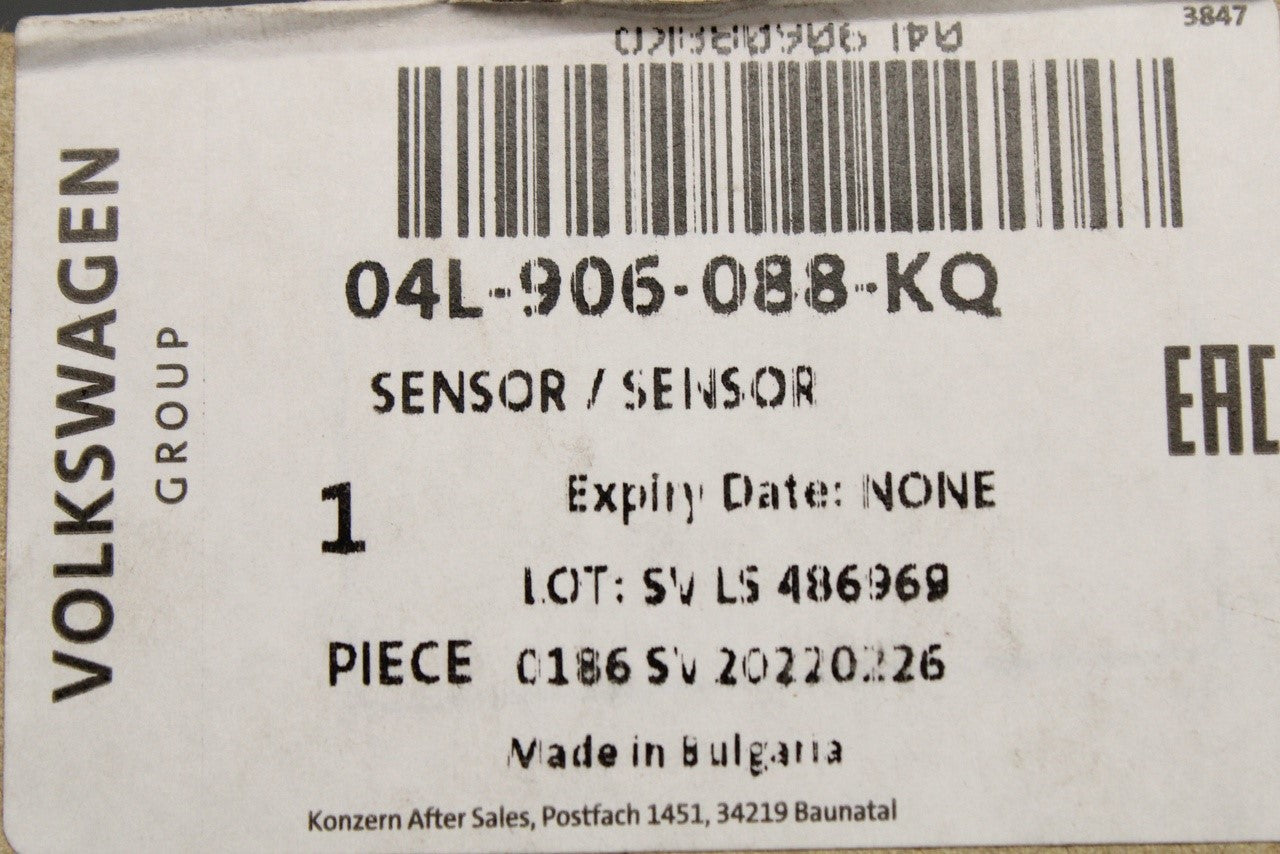 3847
04L906088KQ
04L-906-088-KQ
SENSOR / SENSOR
EAC
1
Expiry Date: NONE
LOT: SV LS 486969
PIECE 0186 SV 20220226
Made in Bulgaria
Konzern After Sales, Postfach 1451, 34219 Baunatal
VOLKSWAGEN
GROUP